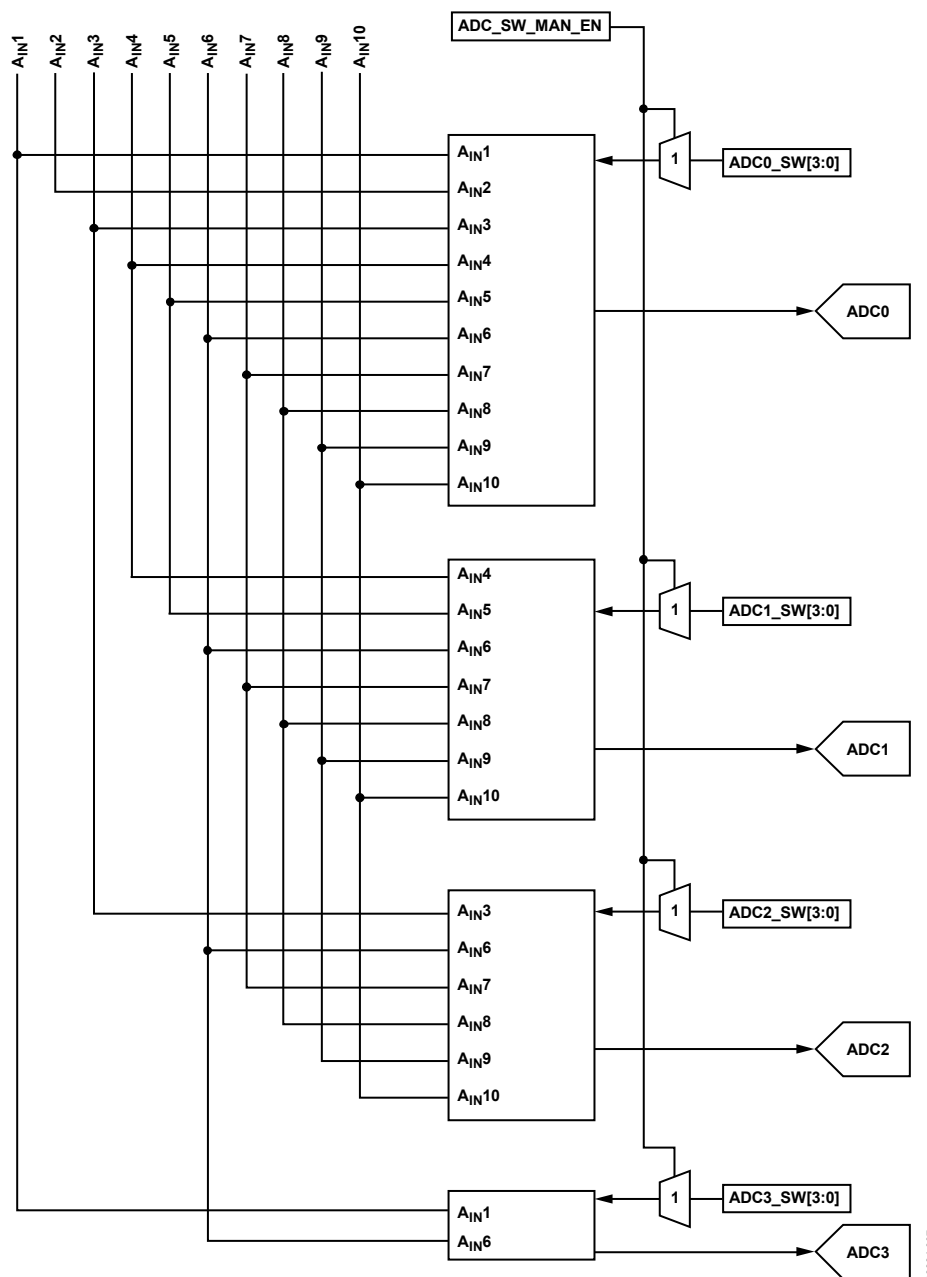 AIN1
AIN2
AIN3
AIN4
AIN5
AIN6
AIN7
AIN8
AIN9
AIN10
ADC_SW_MAN_EN
AIN1
AIN2
AIN3
AIN4
AIN5
AIN6
AIN7
AIN8
AIN9
AIN10
1
ADC0_SW[3:0]
ADC0
AIN4
AIN5
AIN6
AIN7
AIN8
AIN9
AIN10
1
ADC1_SW[3:0]
ADC1
AIN3
AIN6
AIN7
AIN8
AIN9
AIN10
1
ADC2_SW[3:0]
ADC2
AIN1
AIN6
1
ADC3_SW[3:0]
ADC3